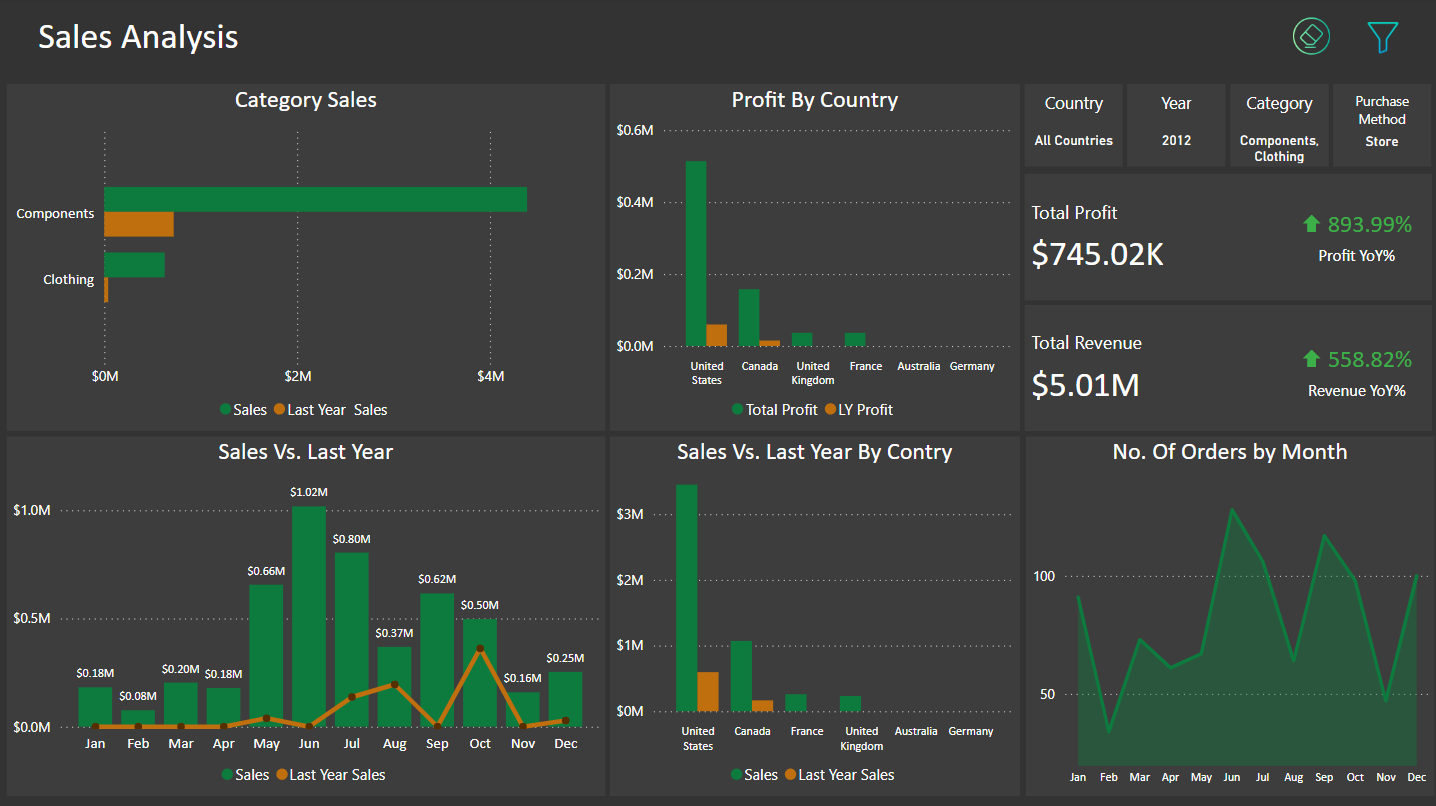 Sales Analysis
Category Sales
Components
Clothing
$0M $2M $4M
Sales Last Year Sales
Profit By Country
$0.6M
$0.4M
$0.2M
$0.0M
United States Canada United Kingdom France Australia Germany
Total Profit LY Profit
Country
All Countries
Year
2012
Category
Components,
Clothing
Purchase
Method
Store
Total Profit
$745.02K
893.99%
Profit YoY%
Total Revenue
$5.01M
558.82%
Revenue YoY%
Sales Vs. Last Year
$1.0M
$0.5M
$0.0M
$0.18M
$0.08M
$0.20M
$0.18M
$0.66M
$1.02M
$0.80M
$0.37M
$0.62M
$0.50M
$0.16M
$0.25M
Jan Feb Mar Apr May Jun Jul Aug Sep Oct Nov Dec
Sales Last Year Sales
Sales Vs. Last Year By Contry
$3M
$2M
$1M
$0M
United States Canada France United Kingdom Australia Germany
Sales Last Year Sales
No. Of Orders by Month
100
50
Jan Feb Mar Apr May Jun Jul Aug Sep Oct Nov Dec